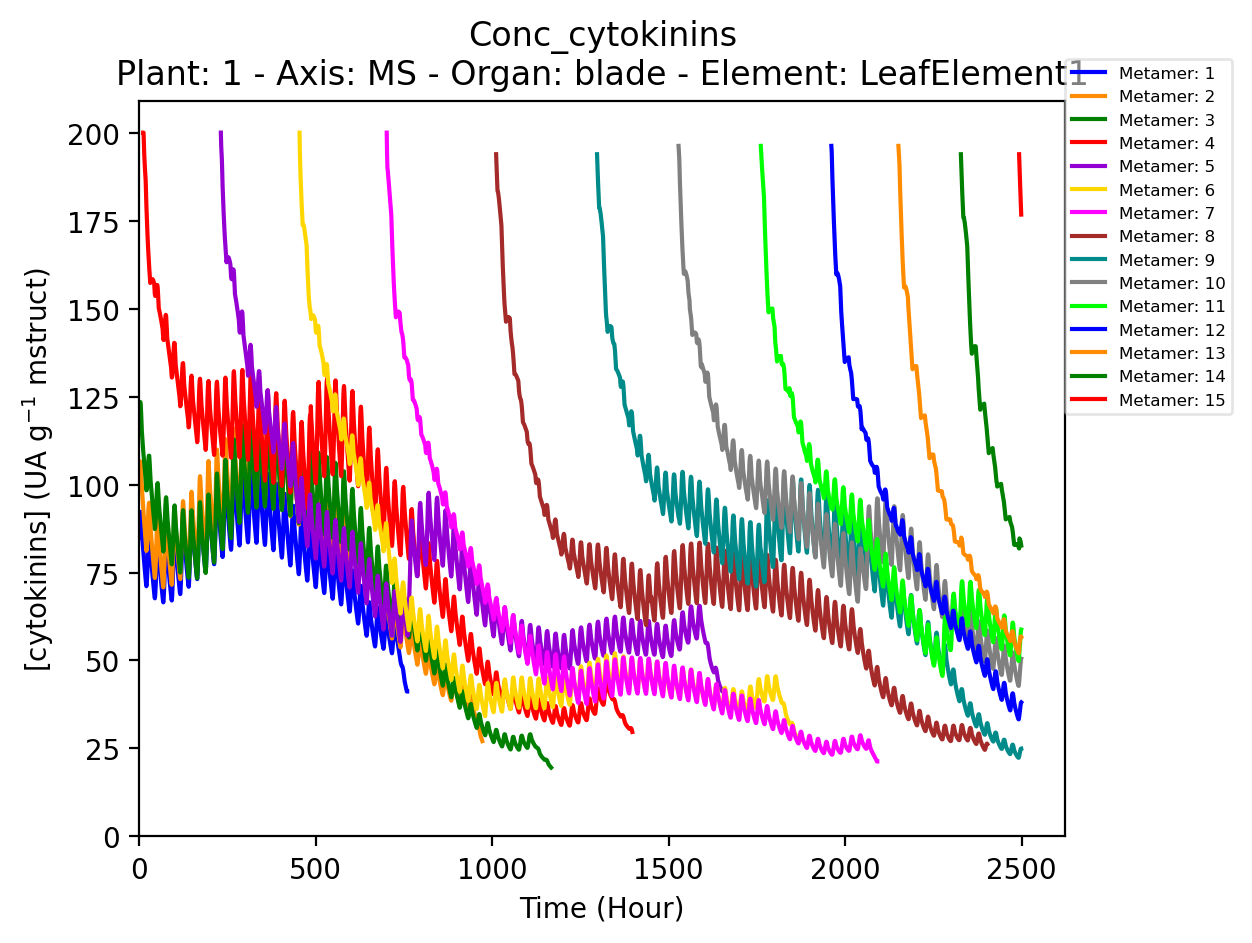 Conc_cytokinins
Plant: 1 - Axis: MS - Organ: blade - Element: LeafElement1
Metamer: 1
Metamer: 2
Metamer: 3
Metamer: 4
Metamer: 5
Metamer: 6
Metamer: 7
Metamer: 8
Metamer: 9
Metamer: 10
Metamer: 11
Metamer: 12
Metamer: 13
Metamer: 14
Metamer: 15
[cytokinins] (UA g⁻¹ mstruct)
200
175
150
125
100
75
50
25
0
0 500 1000 1500 2000 2500
Time (Hour)